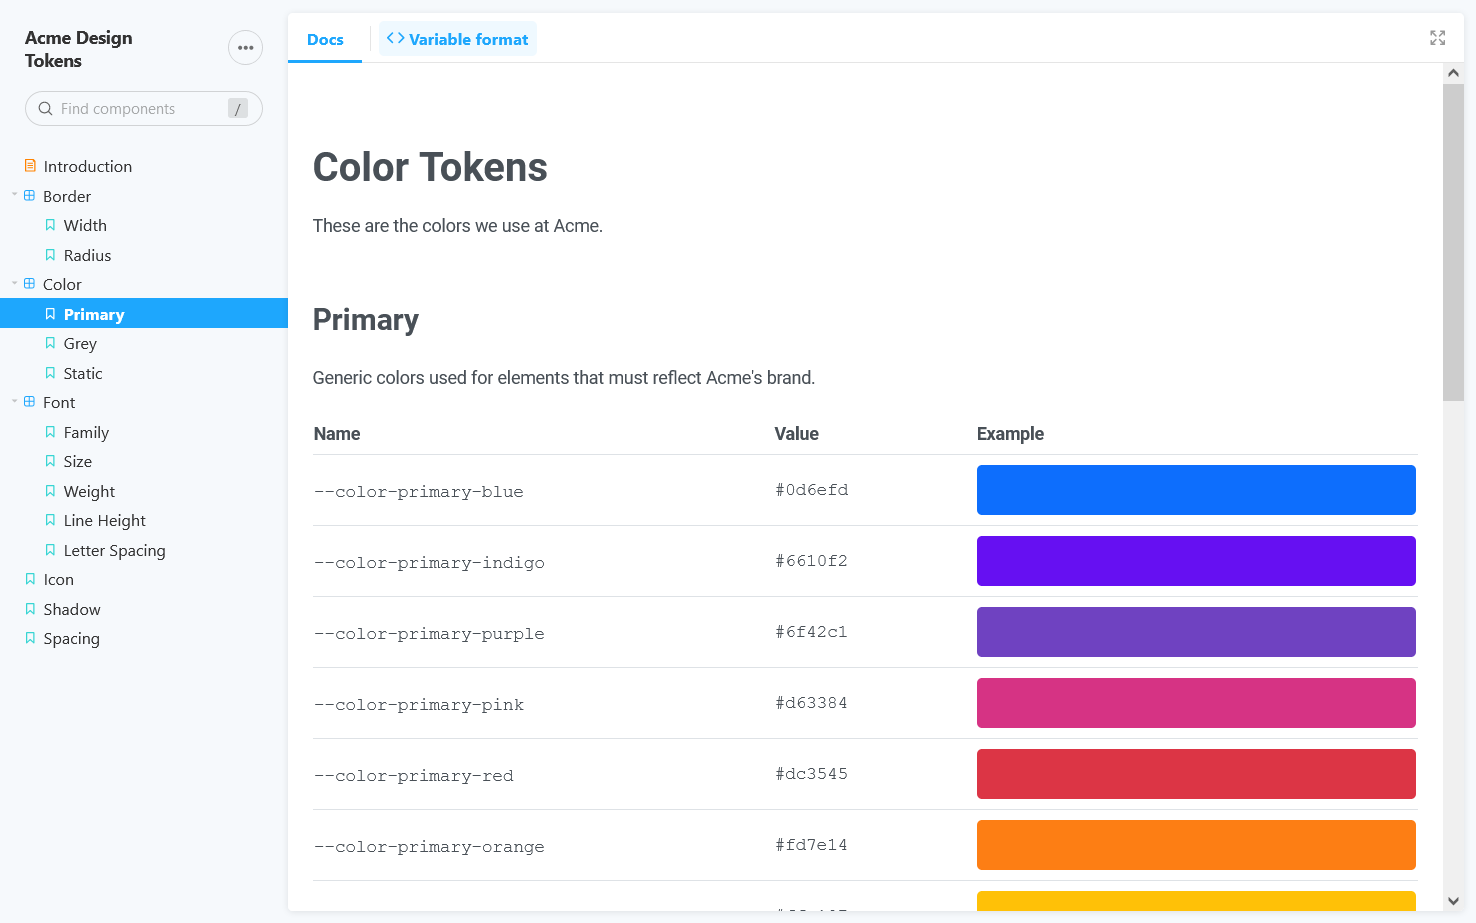 Acme Design
Tokens
Find components
/
Introduction
Border
Width
Radius
Color
Primary
Grey
Static
Font
Family
Size
Weight
Line Height
Letter Spacing
Icon
Shadow
Spacing
Docs
<> Variable format
Color Tokens
These are the colors we use at Acme.
Primary
Generic colors used for elements that must reflect Acme's brand.
Name Value Example
--color-primary-blue #0d6efd
--color-primary-indigo #6610f2
--color-primary-purple #6f42c1
--color-primary-pink #d63384
--color-primary-red #dc3545
--color-primary-orange #fd7e14